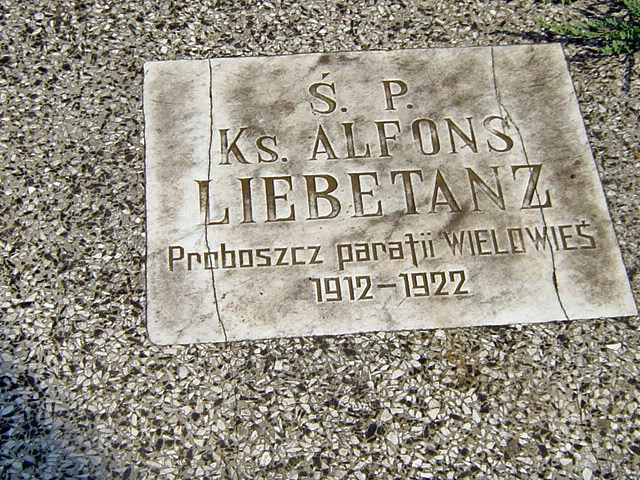 Ś. P.
Ks. ALFONS
LIEBETANZ
Proboszcz parafii WIELOWIEŚ
1912-1922